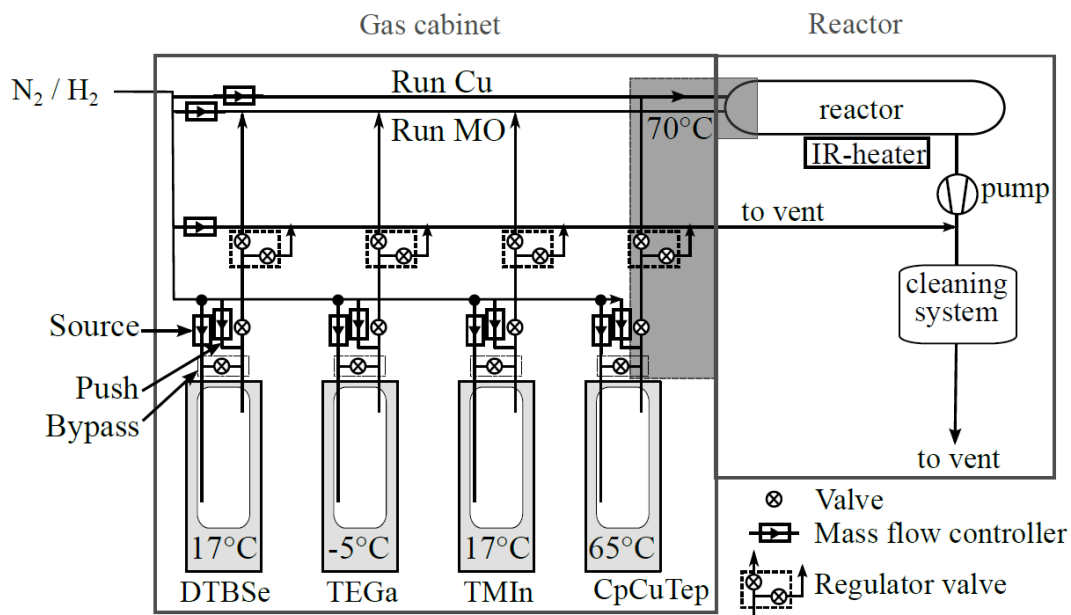 Gas cabinet
Reactor
N₂ / H₂
Run Cu
Run MO
70°C
reactor
IR-heater
pump
to vent
cleaning
system
Source
Push
Bypass
to vent
17°C
-5°C
17°C
65°C
DTBSe
TEGa
TMIn
CpCuTep
Valve
Mass flow controller
Regulator valve